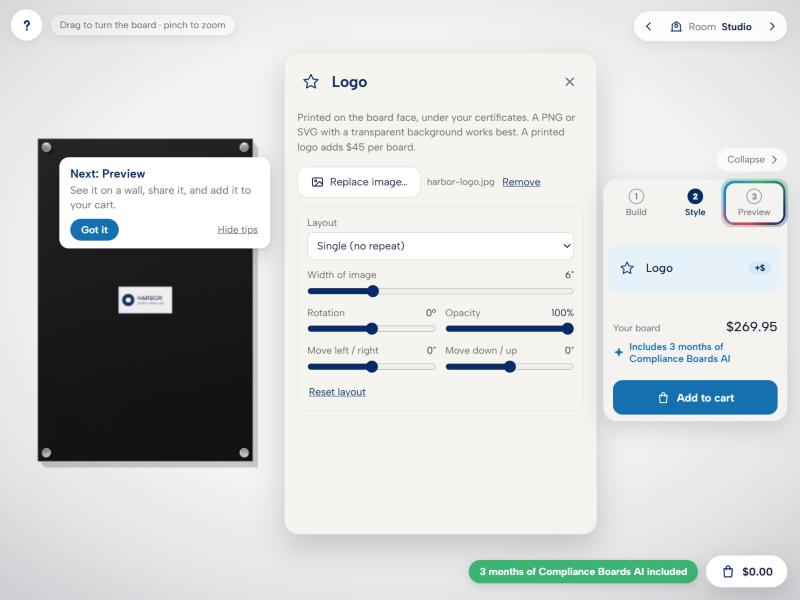 ?
Drag to turn the board · pinch to zoom
Room Studio
Logo
Printed on the board face, under your certificates. A PNG or
SVG with a transparent background works best. A printed
logo adds $45 per board.
Replace image…
harbor-logo.jpg
Remove
Layout
Single (no repeat)
Width of image
6"
Rotation
0°
Opacity
100%
Move left / right
0"
Move down / up
0"
Reset layout
Next: Preview
See it on a wall, share it, and add it to
your cart.
Got it
Hide tips
HARBOR
Collapse
1
Build
2
Style
3
Preview
Logo
+$
Your board
$269.95
Includes 3 months of
Compliance Boards AI
Add to cart
3 months of Compliance Boards AI included
$0.00